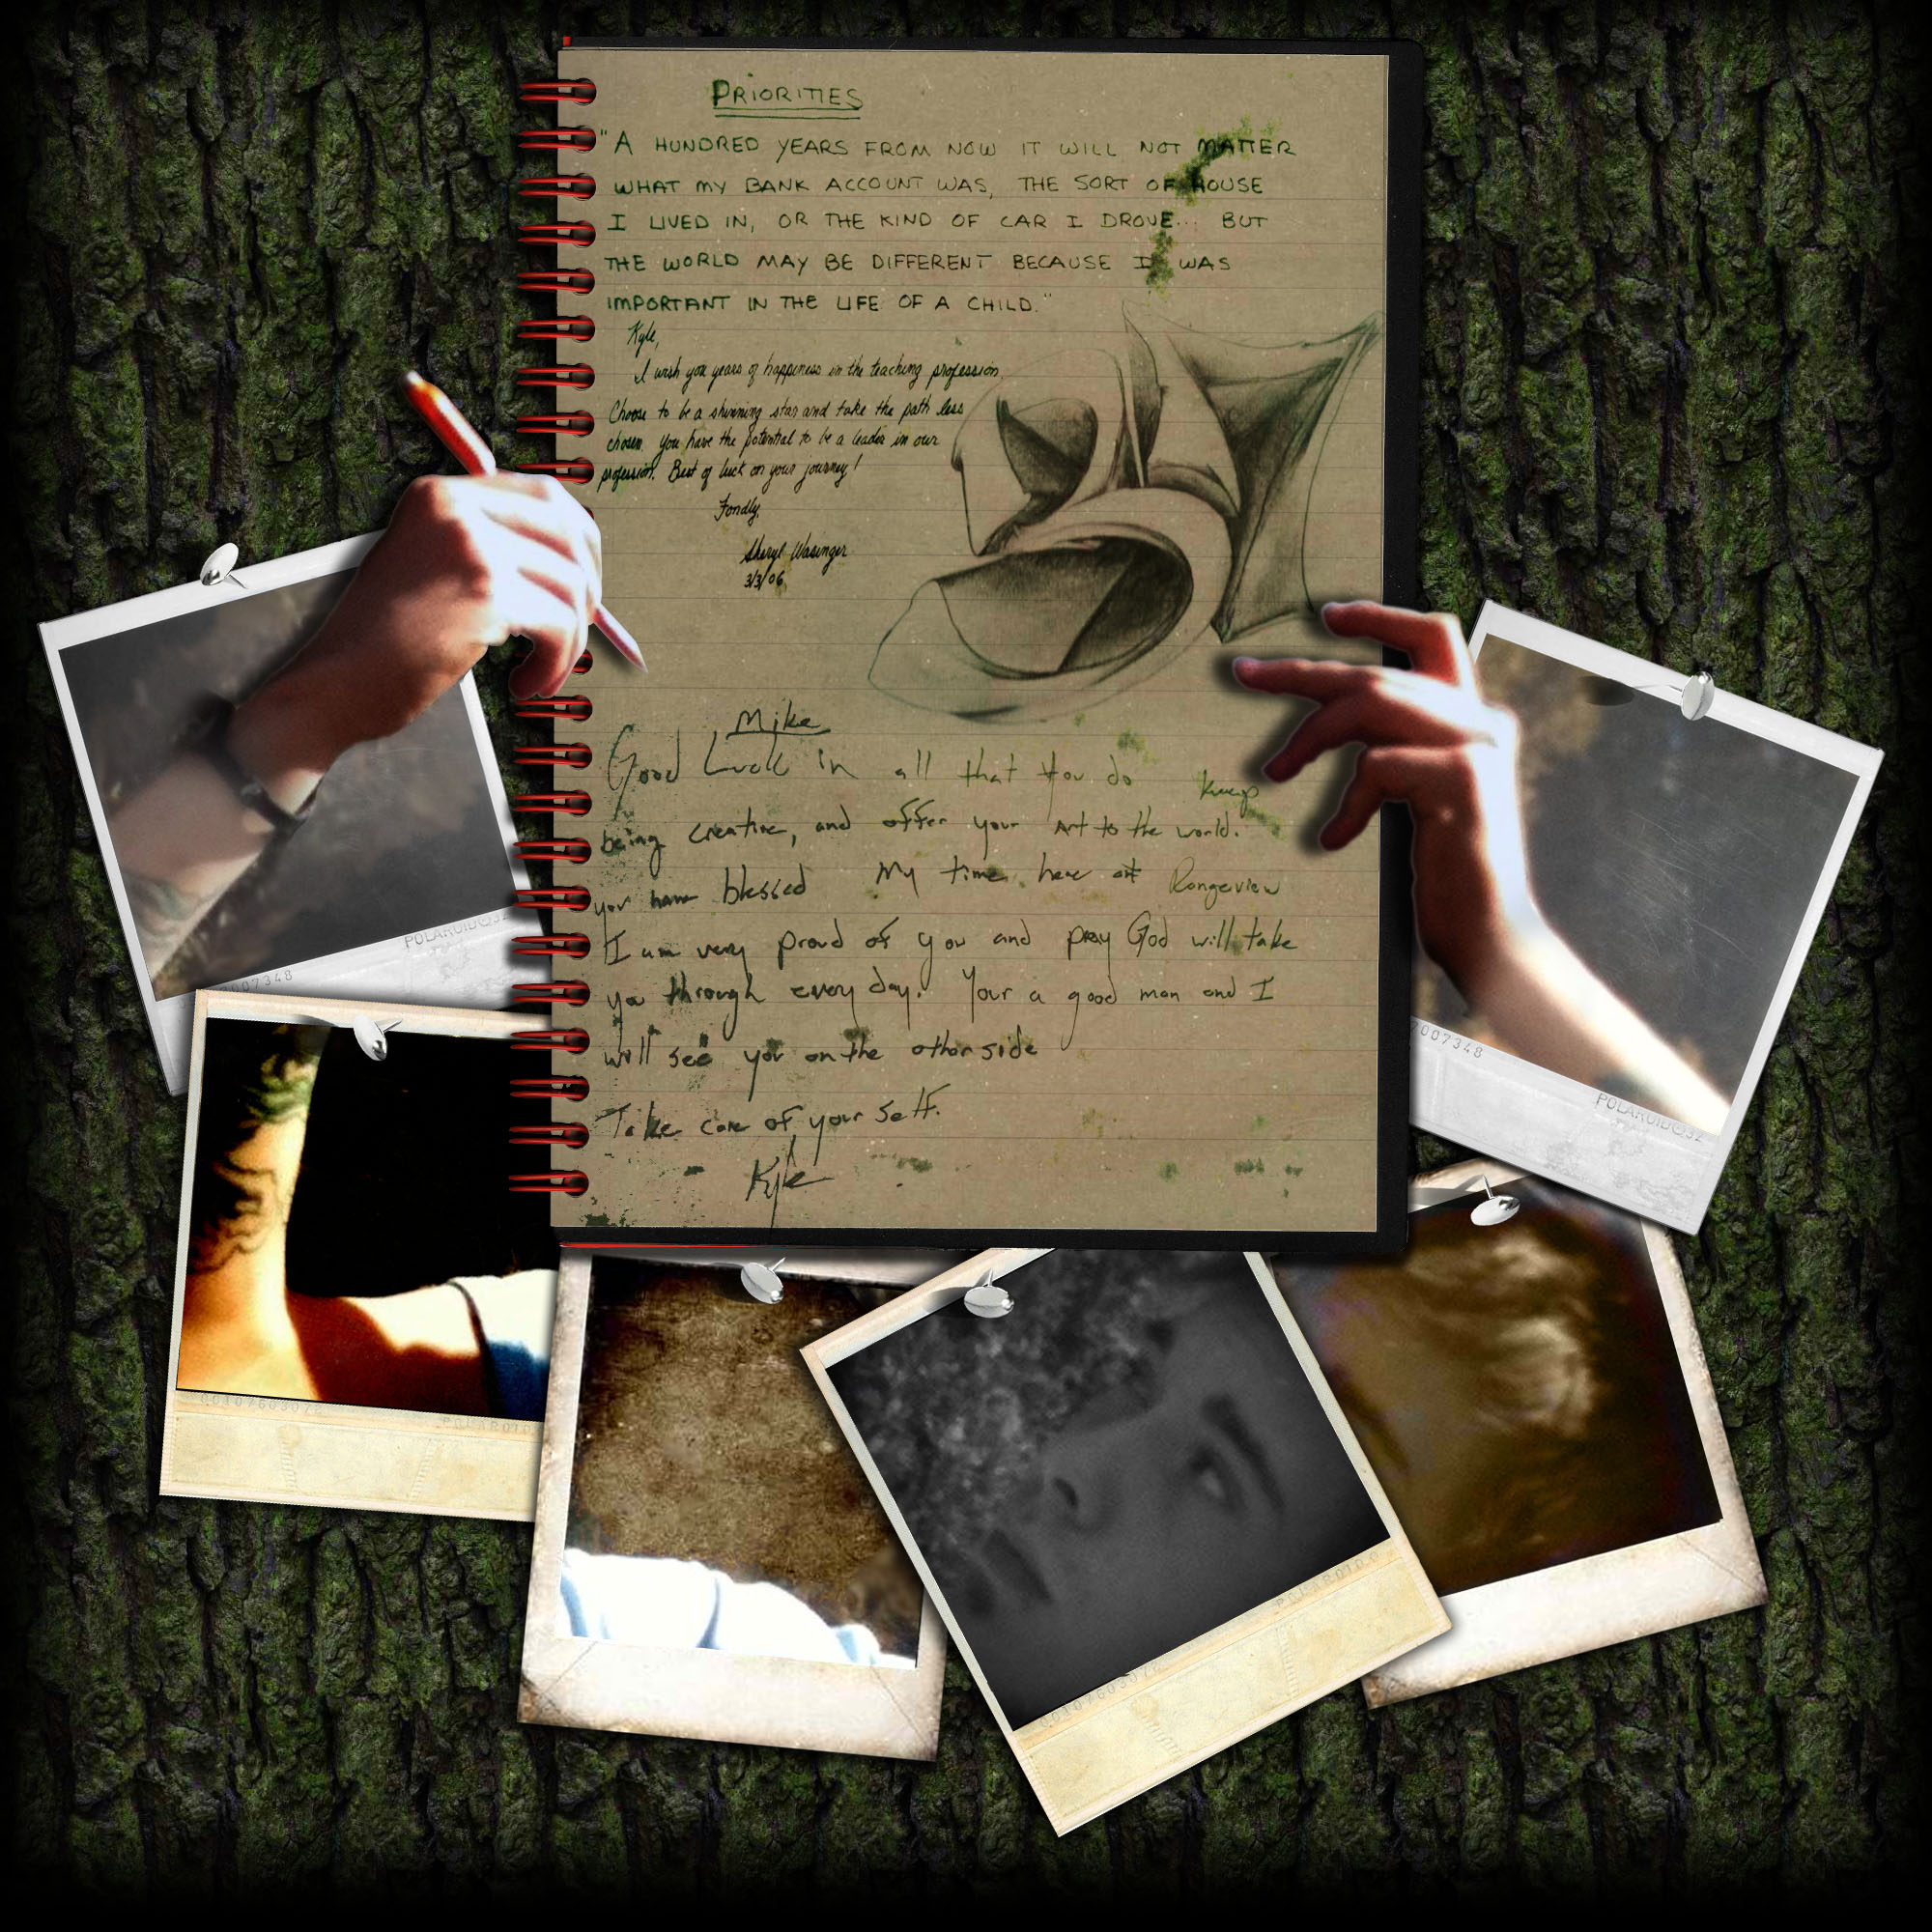 PRIORITIES
"A HUNDRED YEARS FROM NOW IT WILL NOT MATTER
WHAT MY BANK ACCOUNT WAS, THE SORT OF HOUSE
I LIVED IN, OR THE KIND OF CAR I DROVE... BUT
THE WORLD MAY BE DIFFERENT BECAUSE I WAS
IMPORTANT IN THE LIFE OF A CHILD."
Kyle,
I wish you years of happiness in the teaching profession.
Choose to be a shinning star and take the path less
chosen. You have the potential to be a leader in our
profession. Best of luck on your journey!
Fondly,
Sheryl Wasinger
3/3/06
Mike
Good Luck in all that You do Keep
being creative, and offer your Art to the world.
you have blessed My time here at Rangeview
I am very proud of you and pray God will take
you through every day. Your a good man and I
will see you on the other side
Take care of your self.
Kyle
POLAROID©32
007348
7007348
POLAROID©32
POLAROID
POLAROID